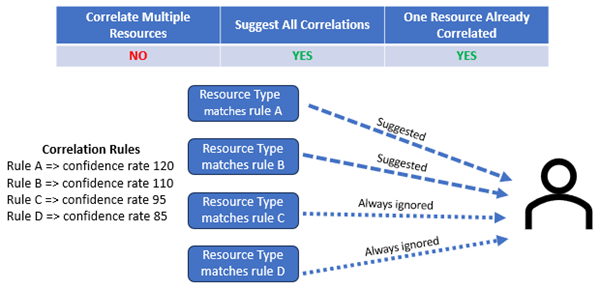 Correlate Multiple
Resources
Suggest All Correlations
One Resource Already
Correlated
NO
YES
YES
Resource Type
matches rule A
Suggested
Resource Type
matches rule B
Suggested
Correlation Rules
Rule A => confidence rate 120
Rule B => confidence rate 110
Rule C => confidence rate 95
Rule D => confidence rate 85
Resource Type
matches rule C
Always ignored
Resource Type
matches rule D
Always ignored